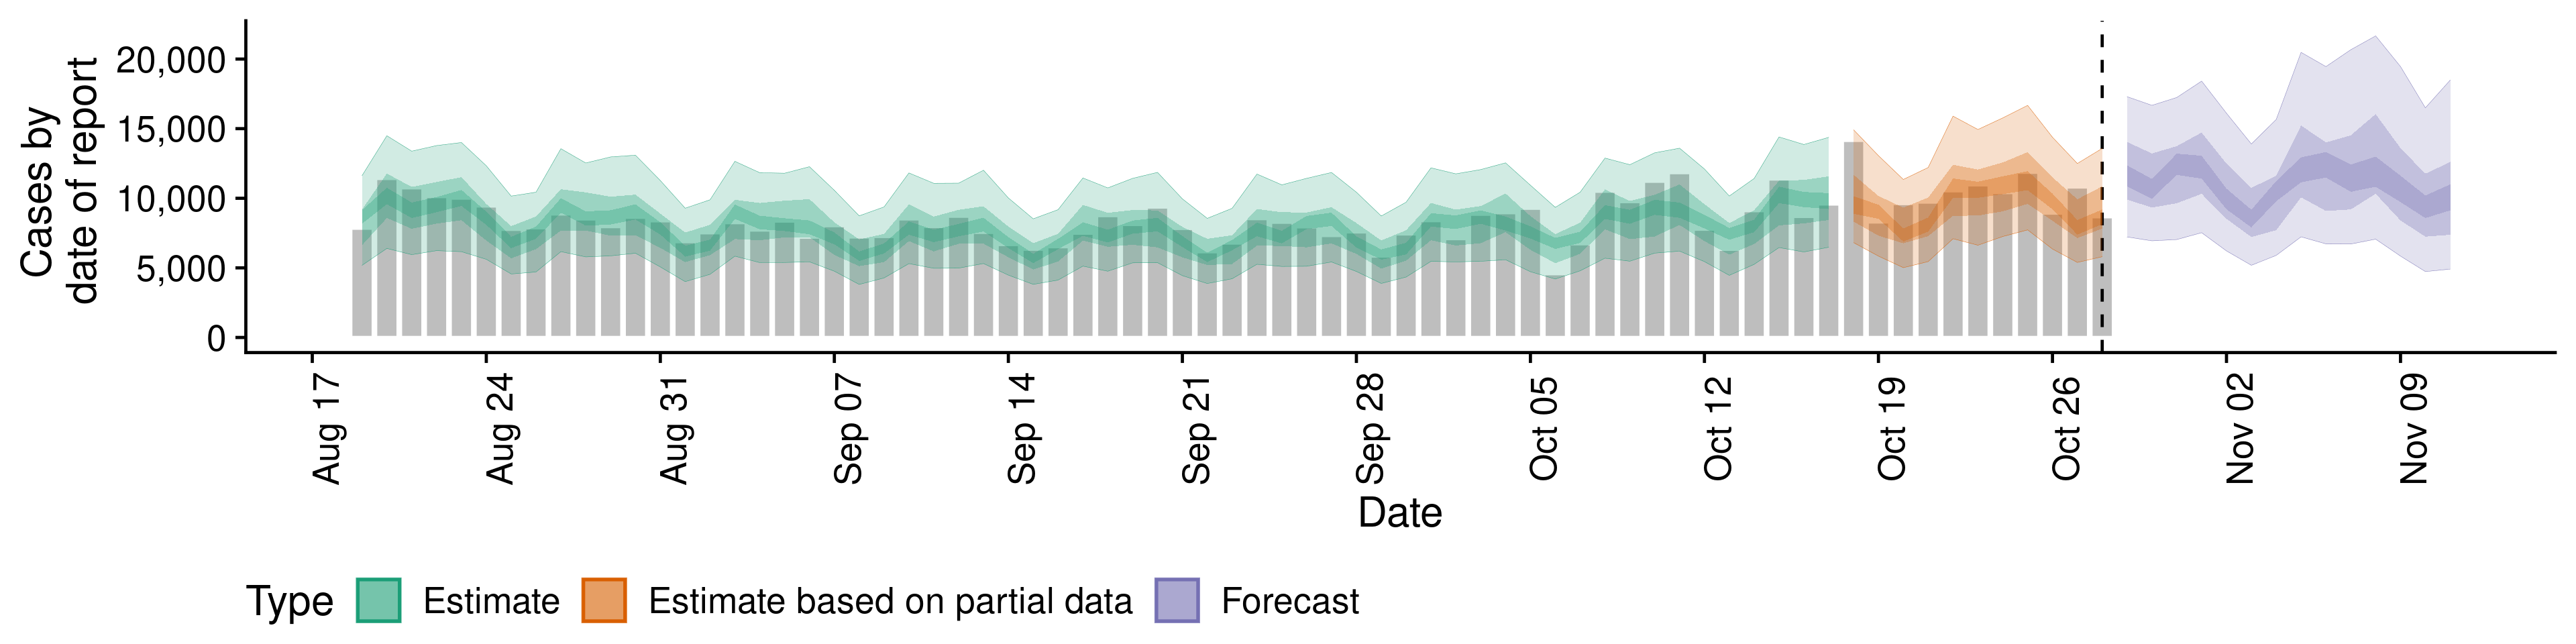 Cases by
date of report
20,000
15,000
10,000
5,000
0
Aug 17
Aug 24
Aug 31
Sep 07
Sep 14
Sep 21
Sep 28
Oct 05
Oct 12
Oct 19
Oct 26
Nov 02
Nov 09
Date
Type Estimate Estimate based on partial data Forecast